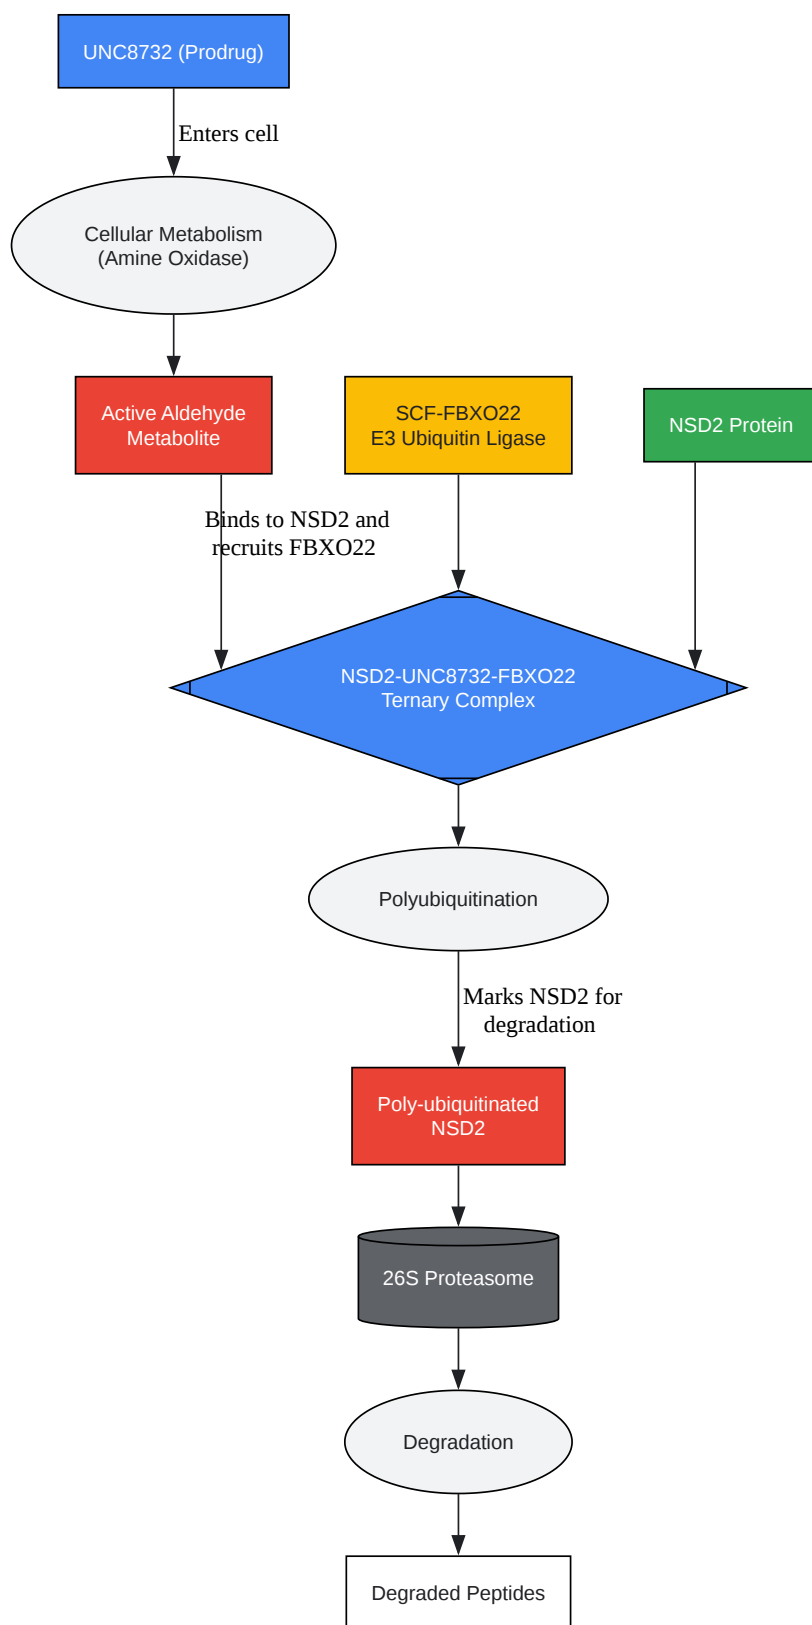 UNC8732 (Prodrug)
Enters cell
Cellular Metabolism
(Amine Oxidase)
Active Aldehyde
Metabolite
SCF-FBXO22
E3 Ubiquitin Ligase
NSD2 Protein
Binds to NSD2 and
recruits FBXO22
NSD2-UNC8732-FBXO22
Ternary Complex
Polyubiquitination
Marks NSD2 for
degradation
Poly-ubiquitinated
NSD2
26S Proteasome
Degradation
Degraded Peptides